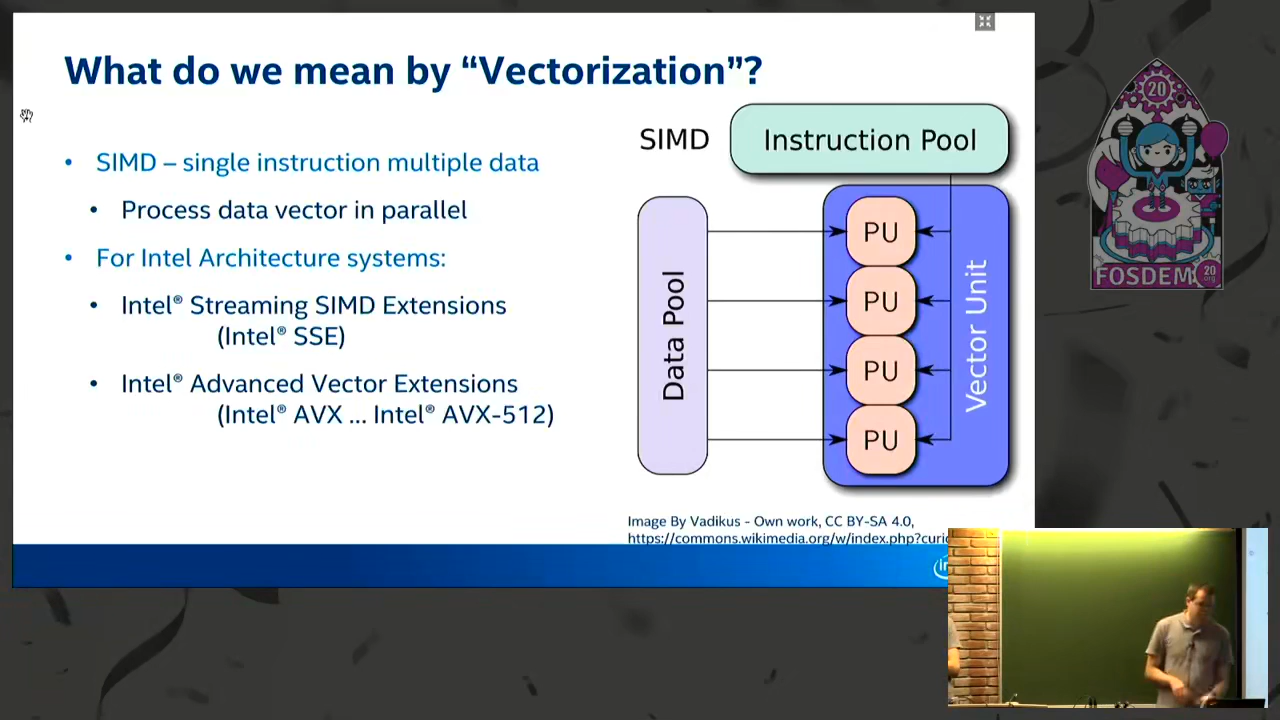 What do we mean by “Vectorization”?
• SIMD – single instruction multiple data
• Process data vector in parallel
• For Intel Architecture systems:
• Intel® Streaming SIMD Extensions
(Intel® SSE)
• Intel® Advanced Vector Extensions
(Intel® AVX ... Intel® AVX-512)
SIMD
Instruction Pool
Data Pool
PU
PU
PU
PU
Vector Unit
Image By Vadikus - Own work, CC BY-SA 4.0,
https://commons.wikimedia.org/w/index.php?curi
20
FOSDEM
20
.org